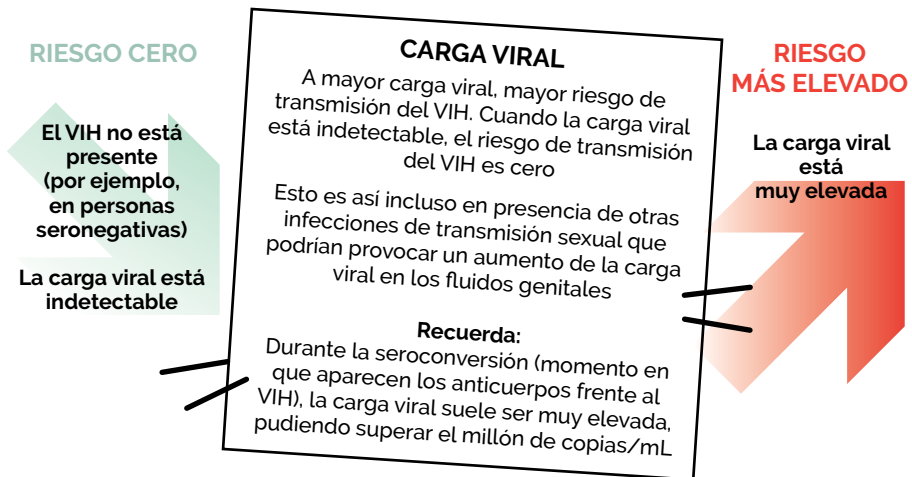 RIESGO CERO
El VIH no está
presente
(por ejemplo,
en personas
seronegativas)
La carga viral está
indetectable
CARGA VIRAL
A mayor carga viral, mayor riesgo de
transmisión del VIH. Cuando la carga viral
está indetectable, el riesgo de transmisión
del VIH es cero
Esto es así incluso en presencia de otras
infecciones de transmisión sexual que
podrían provocar un aumento de la carga
viral en los fluidos genitales
Recuerda:
Durante la seroconversión (momento en
que aparecen los anticuerpos frente al
VIH), la carga viral suele ser muy elevada,
pudiendo superar el millón de copias/mL
RIESGO
MÁS ELEVADO
La carga viral
está
muy elevada